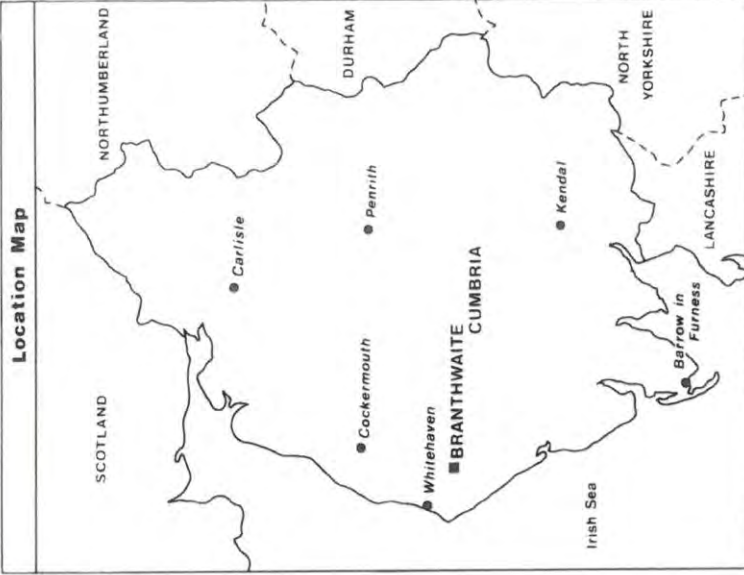 Location Map
SCOTLAND
NORTHUMBERLAND
DURHAM
Carlisle
Penrith
Cockermouth
Whitehaven
BRANTHWAITE
CUMBRIA
Kendal
NORTH
YORKSHIRE
LANCASHIRE
Barrow in
Furness
Irish Sea